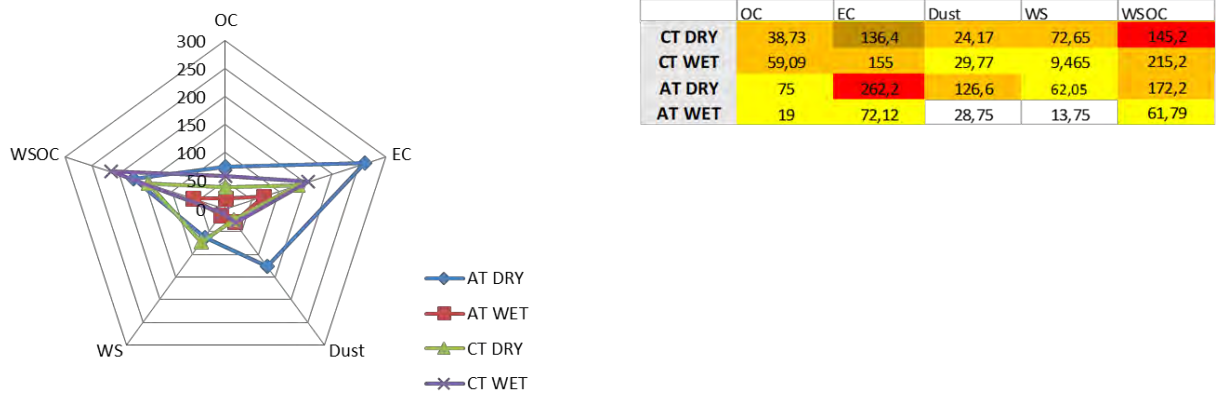 OC
300
250
200
150
100
50
0
WSOC
EC
WS
Dust
AT DRY
AT WET
CT DRY
CT WET
OC EC Dust WS WSOC
CT DRY 38,73 136,4 24,17 72,65 145,2
CT WET 59,09 155 29,77 9,465 215,2
AT DRY 75 262,2 126,6 62,05 172,2
AT WET 19 72,12 28,75 13,75 61,79